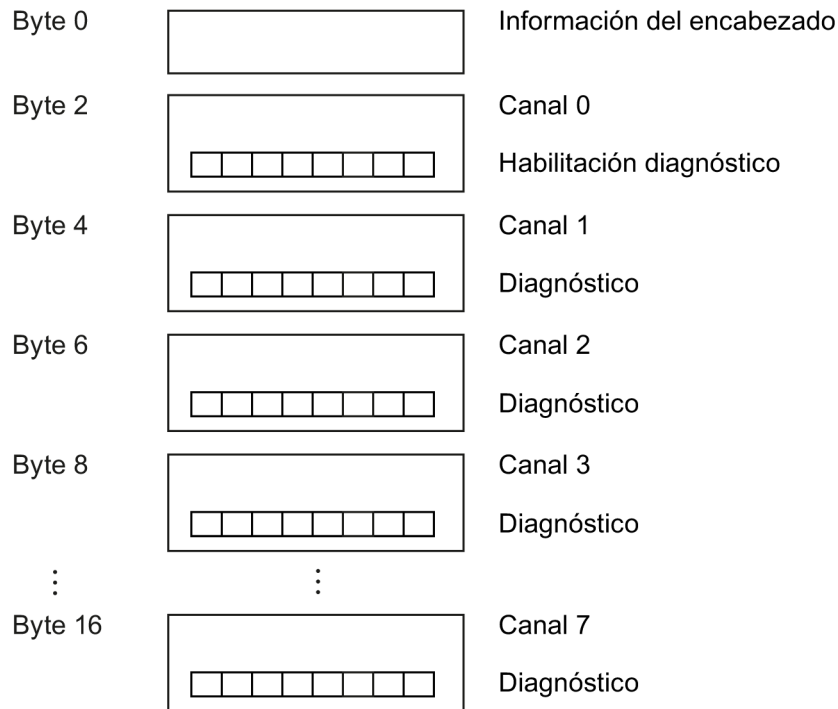 Byte 0 Información del encabezado
Byte 2 Canal 0
Habilitación diagnóstico
Byte 4 Canal 1
Diagnóstico
Byte 6 Canal 2
Diagnóstico
Byte 8 Canal 3
Diagnóstico
Byte 16 Canal 7
Diagnóstico